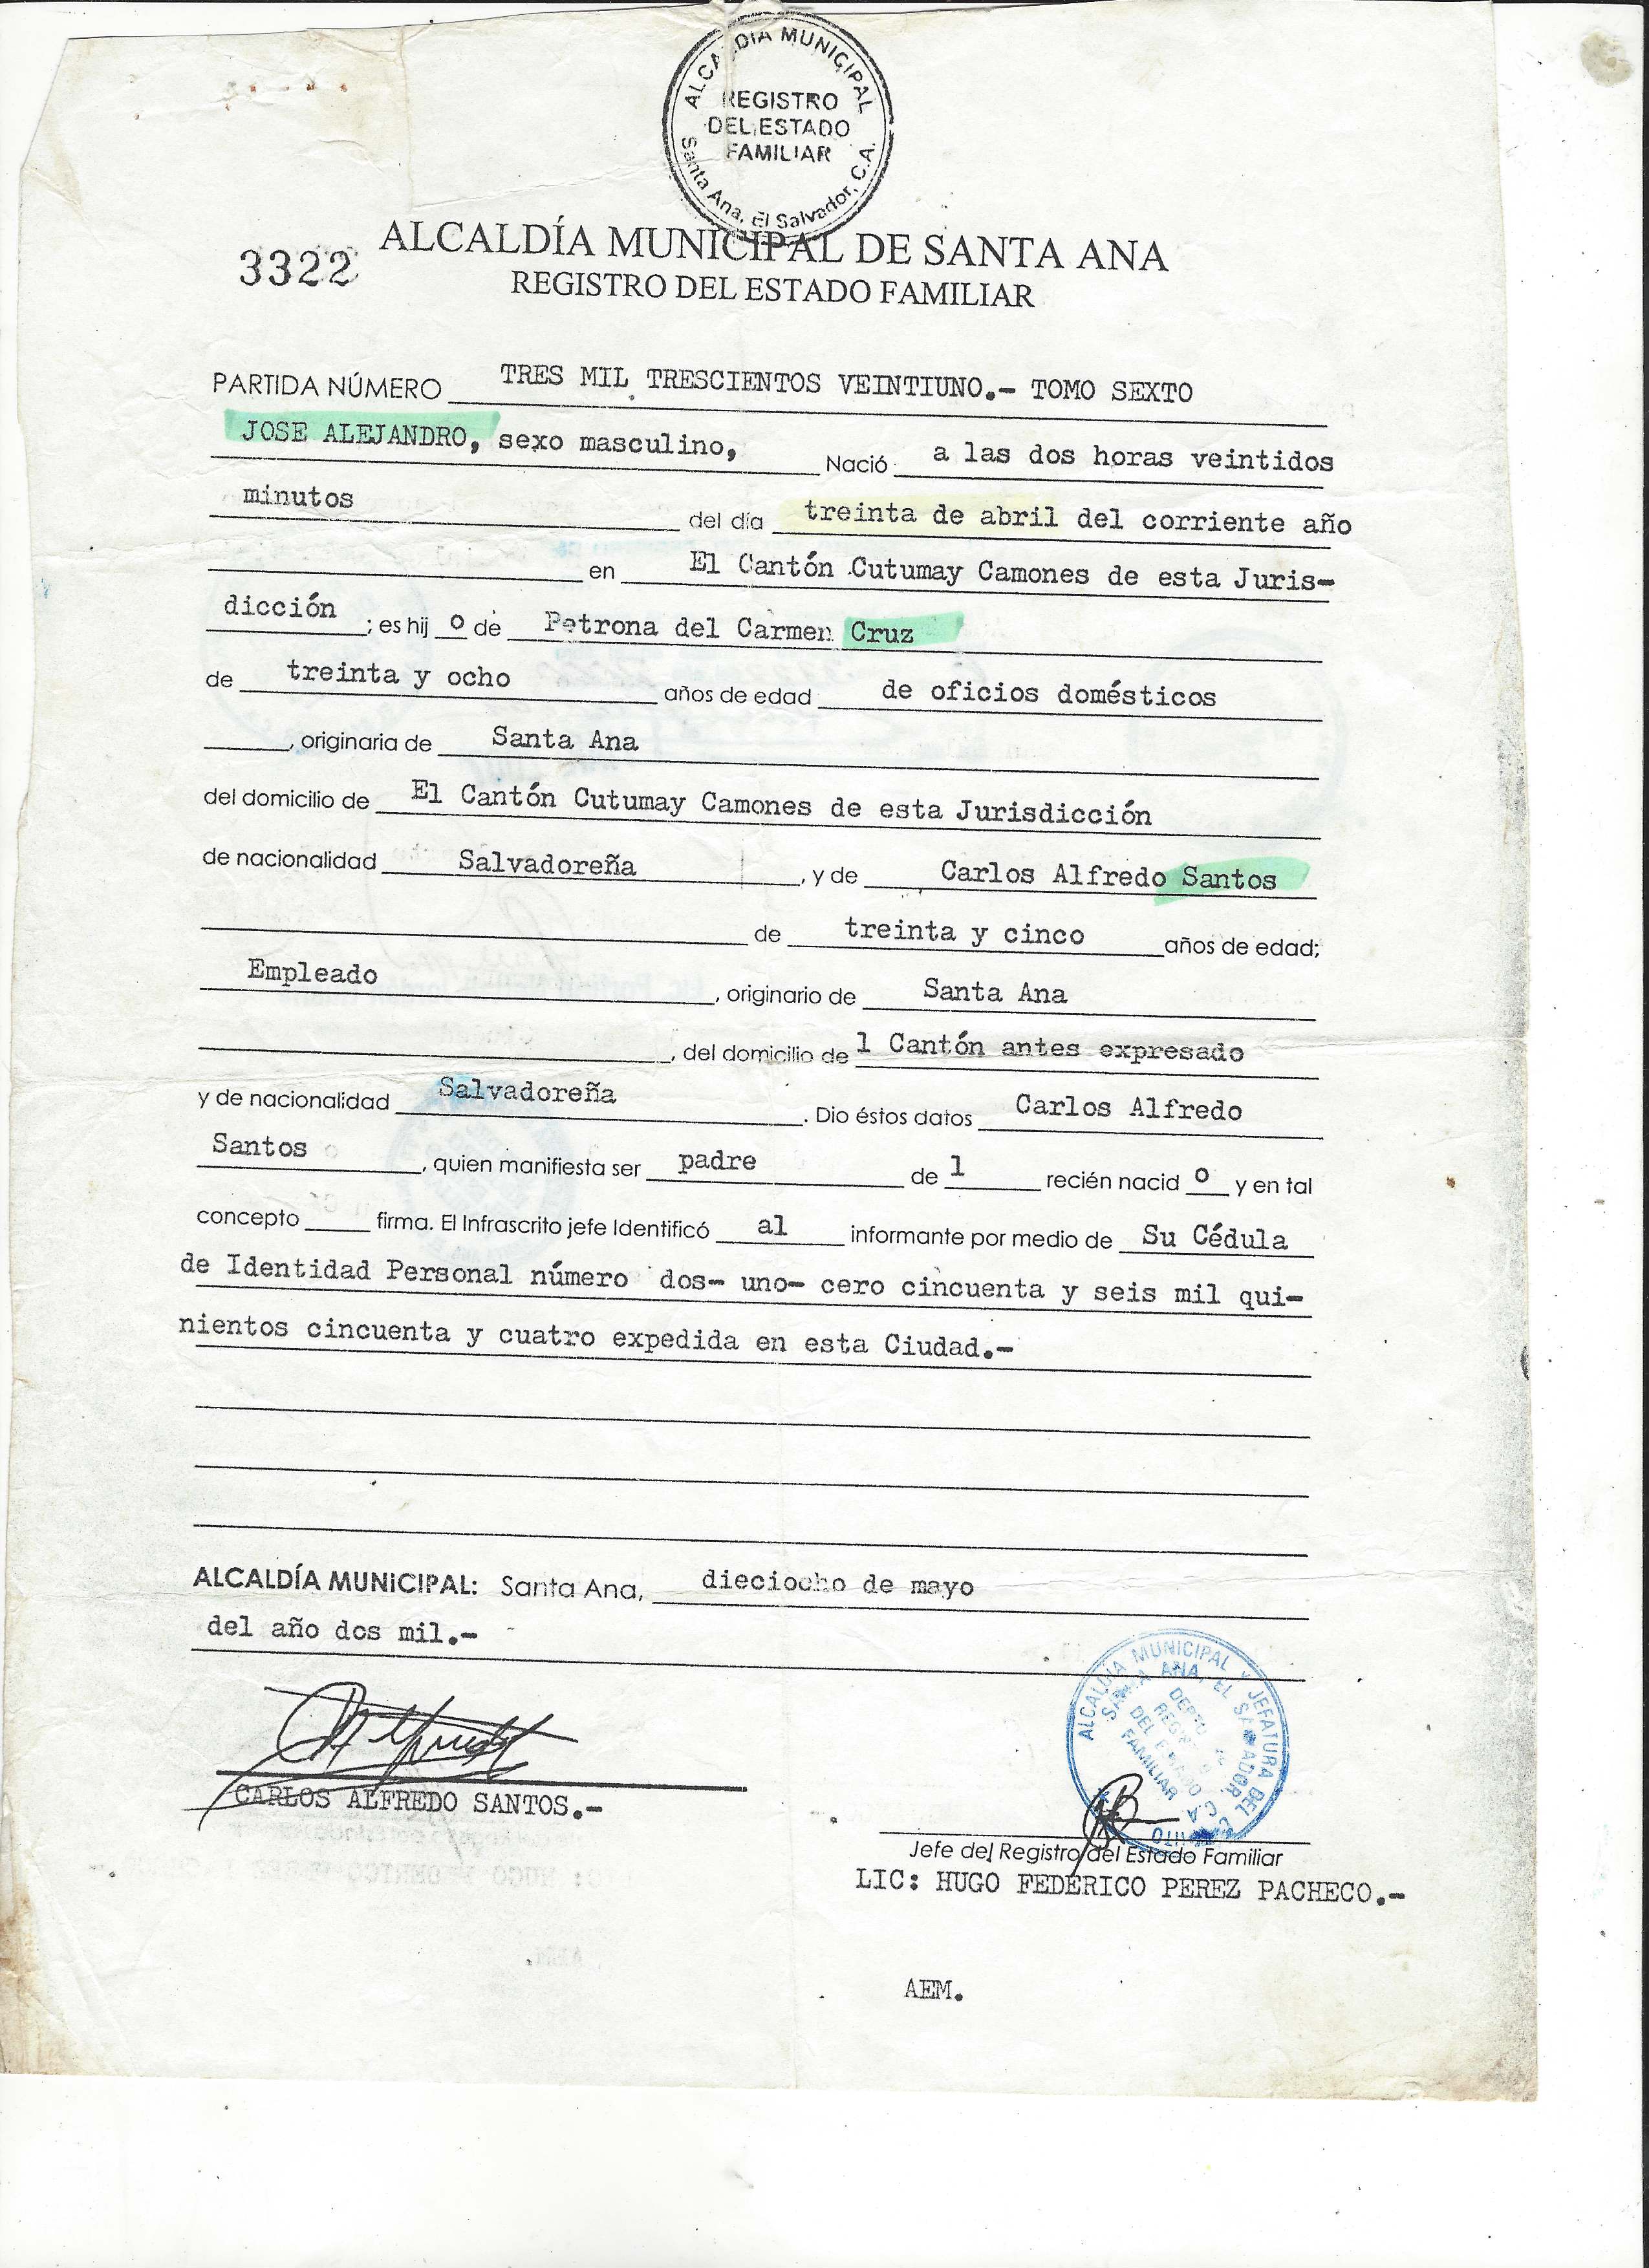 ALCALDIA MUNICIPAL
REGISTRO
DEL ESTADO
FAMILIAR
Santa Ana, El Salvador, C.A.
3322 ALCALDÍA MUNICIPAL DE SANTA ANA
REGISTRO DEL ESTADO FAMILIAR
PARTIDA NÚMERO TRES MIL TRESCIENTOS VEINTIUNO.- TOMO SEXTO
JOSE ALEJANDRO, sexo masculino, Nació a las dos horas veintidos
minutos del día treinta de abril del corriente año
en El Cantón Cutumay Camones de esta Juris-
dicción ; es hij o de Petrona del Carmen Cruz
de treinta y ocho años de edad de oficios domésticos
, originaria de Santa Ana
del domicilio de El Cantón Cutumay Camones de esta Jurisdicción
de nacionalidad Salvadoreña , y de Carlos Alfredo Santos
de treinta y cinco años de edad;
Empleado , originario de Santa Ana
, del domicilio de l Cantón antes expresado
y de nacionalidad Salvadoreña . Dio éstos datos Carlos Alfredo
Santos , quien manifiesta ser padre de l recién nacid o y en tal
concepto firma. El Infrascrito jefe Identificó al informante por medio de Su Cédula
de Identidad Personal número dos- uno- cero cincuenta y seis mil qui-
nientos cincuenta y cuatro expedida en esta Ciudad.-
ALCALDÍA MUNICIPAL: Santa Ana, dieciocho de mayo
del año dos mil.-
ALCALDIA MUNICIPAL Y JEFATURA DEL
SANTA ANA, EL SALVADOR, C.A.
DEPTO
DEL
FAMILIAR
CARLOS ALFREDO SANTOS.-
Jefe del Registro del Estado Familiar
LIC: HUGO FEDERICO PEREZ PACHECO.-
AEM.